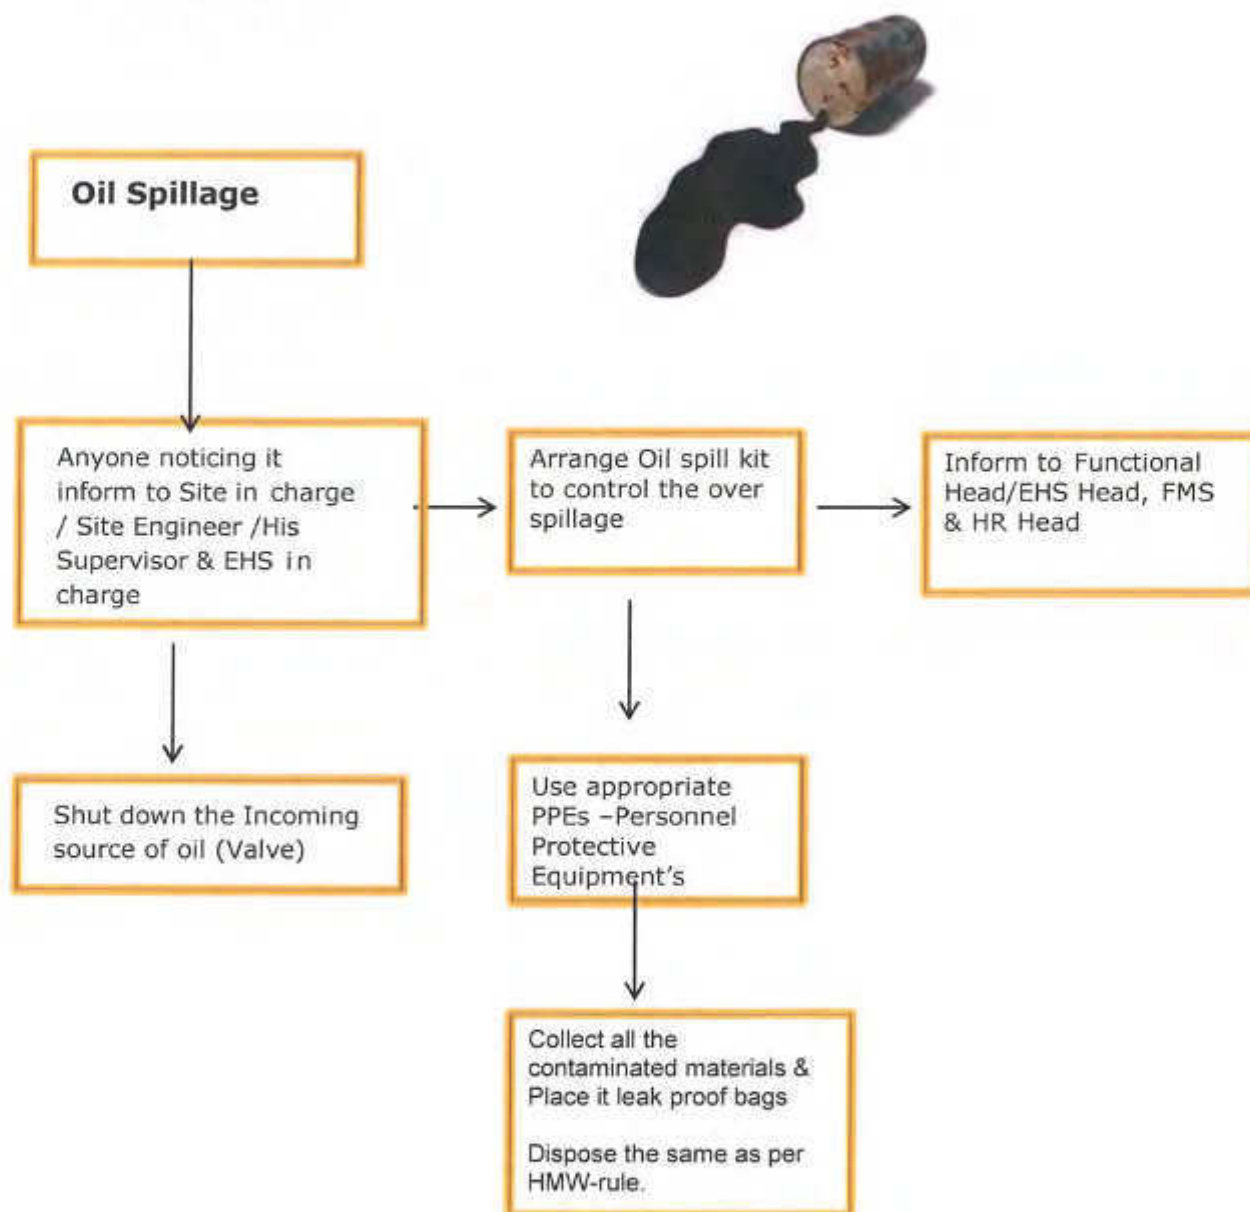 Oil Spillage
Anyone noticing it
inform to Site in charge
/ Site Engineer /His
Supervisor & EHS in
charge
Arrange Oil spill kit
to control the over
spillage
Inform to Functional
Head/EHS Head, FMS
& HR Head
Shut down the Incoming
source of oil (Valve)
Use appropriate
PPEs –Personnel
Protective
Equipment's
Collect all the
contaminated materials &
Place it leak proof bags
Dispose the same as per
HMW-rule.